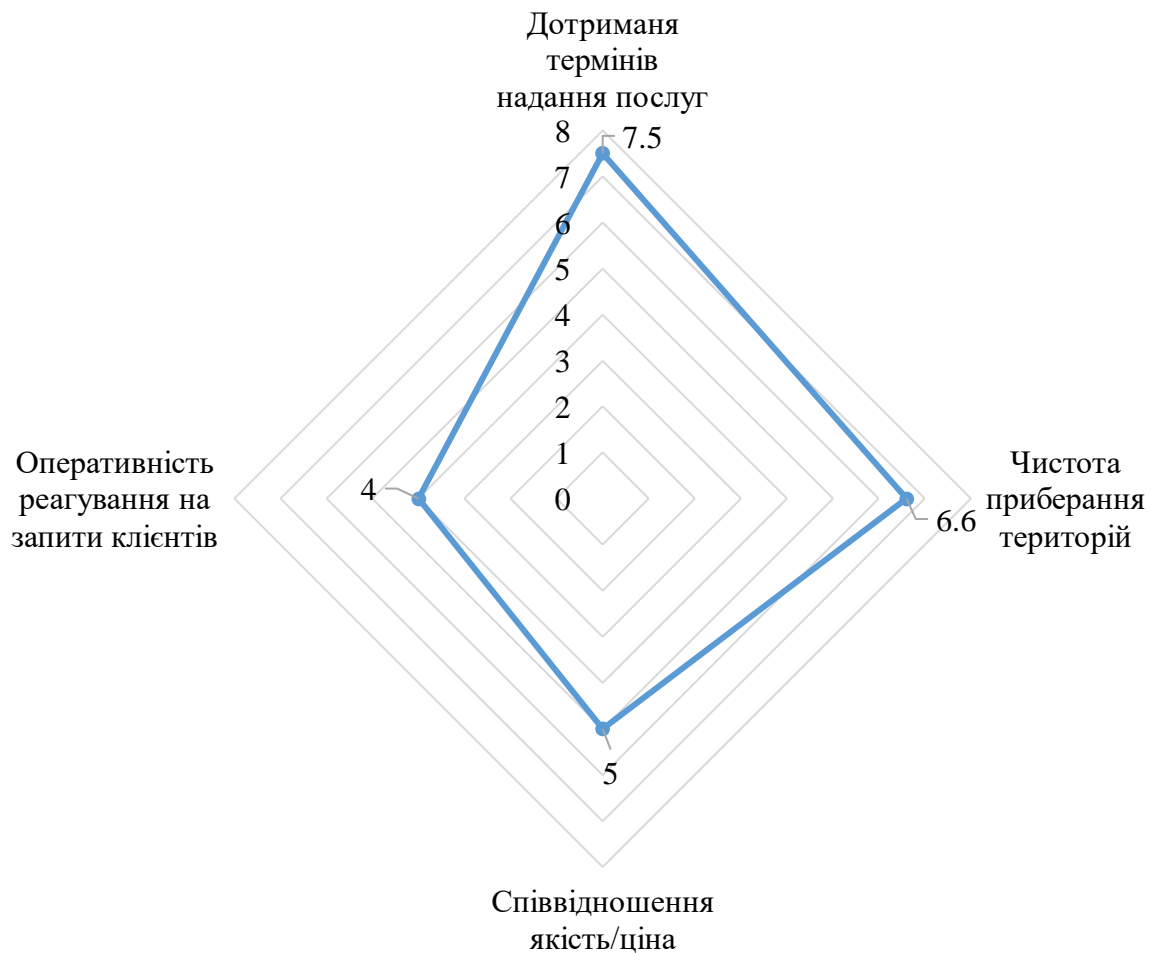 Дотриманя
термінів
надання послуг
8
7.5
7
6
5
4
3
2
1
0
Оперативність
реагування на
запити клієнтів
4
Чистота
приберання
територій
6.6
5
Співвідношення
якість/ціна